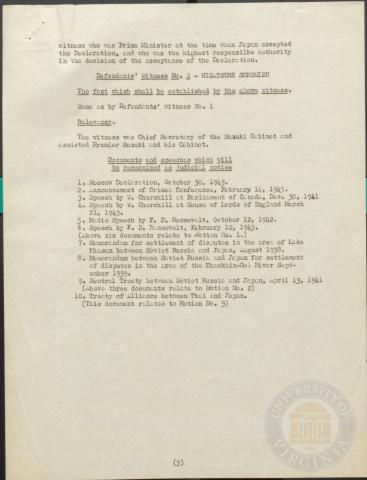 witness who was Prime Minister at the time when Japan accepted
the Declaration, and who was the highest responsilbe authority
in the decision of the acceptance of the Declaration.
Defendants' Witness No. 2 - HISATSUNE SEKOMIZU
The fact which shall be established by the above witness.
Same as by Defendants' witness No. 1
Relevancy.
The witness was Chief Secretary of the Suzuki Cabinet and
assisted Premier Suzuki and his Cabinet.
Documents and speeches which will
be recognized as judicial notice
1. Moscow Declaration, October 30, 1943.
2. Announcement of Crimea Conference, February 14, 1945.
3. Speech by W. Churchill at Parliament of Canada, Dec. 30, 1941
4. Speech by W. Churchill at House of Lords of England March
21, 1943.
5. Radio Speech by F. D. Roosevelt, October 12, 1942.
6. Speech by F. D. Roosevelt, February 12, 1943.
(Above six documents relate to Motion No. 1.)
7. Memorandum for settlement of disputes in the area of Lake
Khasan between Soviet Russia and Japan, August 1938.
8. Memorandum between Soviet Russia and Japan for settlement
of disputes in the area of the Khackhin-Gol River Sept-
ember 1939.
9. Neutral Treaty between Soviet Russia and Japan, April 13, 1941
(Above three documents relate to Motion No. 2)
10. Treaty of Alliance between Thai and Japan.
(This document relates to Motion No. 3)
(3)
UNIVERSITY OF
VIRGINIA